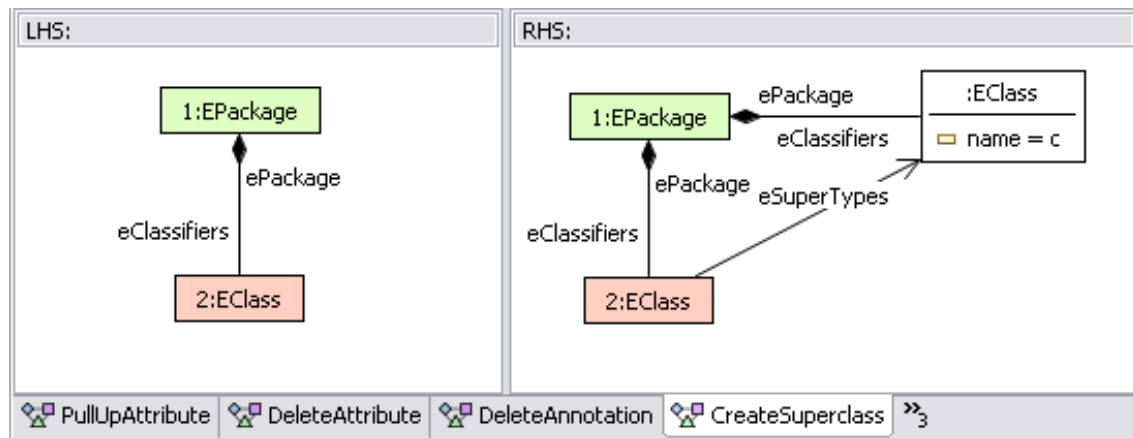 LHS:
1:EPackage
ePackage
eClassifiers
2:EClass
RHS:
:EClass
name = c
ePackage
1:EPackage
eClassifiers
ePackage
eSuperTypes
eClassifiers
2:EClass
PullUpAttribute DeleteAttribute DeleteAnnotation CreateSuperclass »3